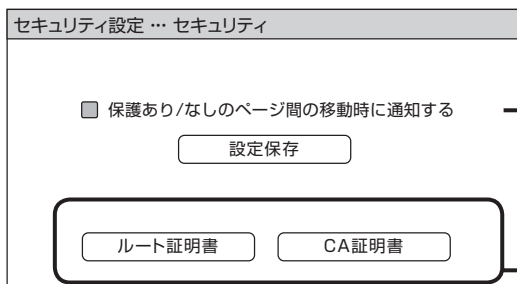 セキュリティ設定 … セキュリティ
保護あり/なしのページ間の移動時に通知する
設定保存
ルート証明書 CA証明書